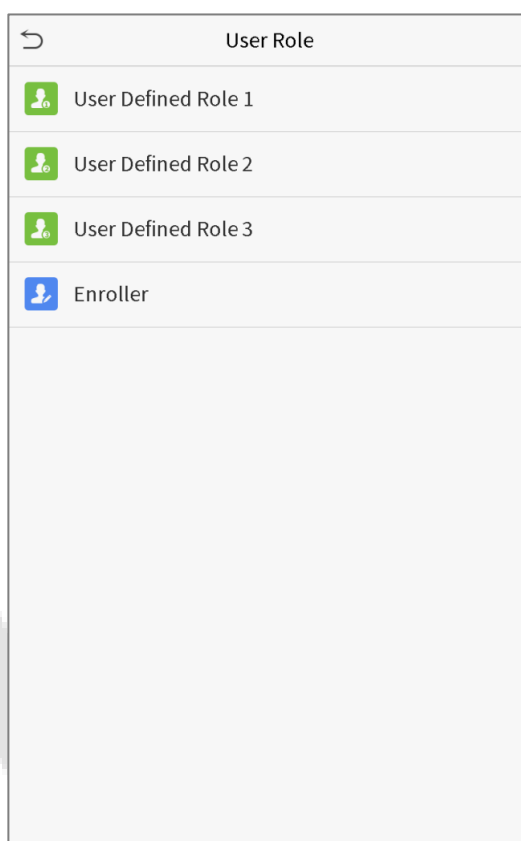 User Role
User Defined Role 1
User Defined Role 2
User Defined Role 3
Enroller